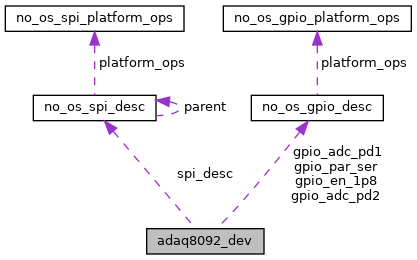 no_os_spi_platform_ops
no_os_gpio_platform_ops
platform_ops
platform_ops
no_os_spi_desc
parent
no_os_gpio_desc
spi_desc
gpio_adc_pd1
gpio_par_ser
gpio_en_1p8
gpio_adc_pd2
adaq8092_dev